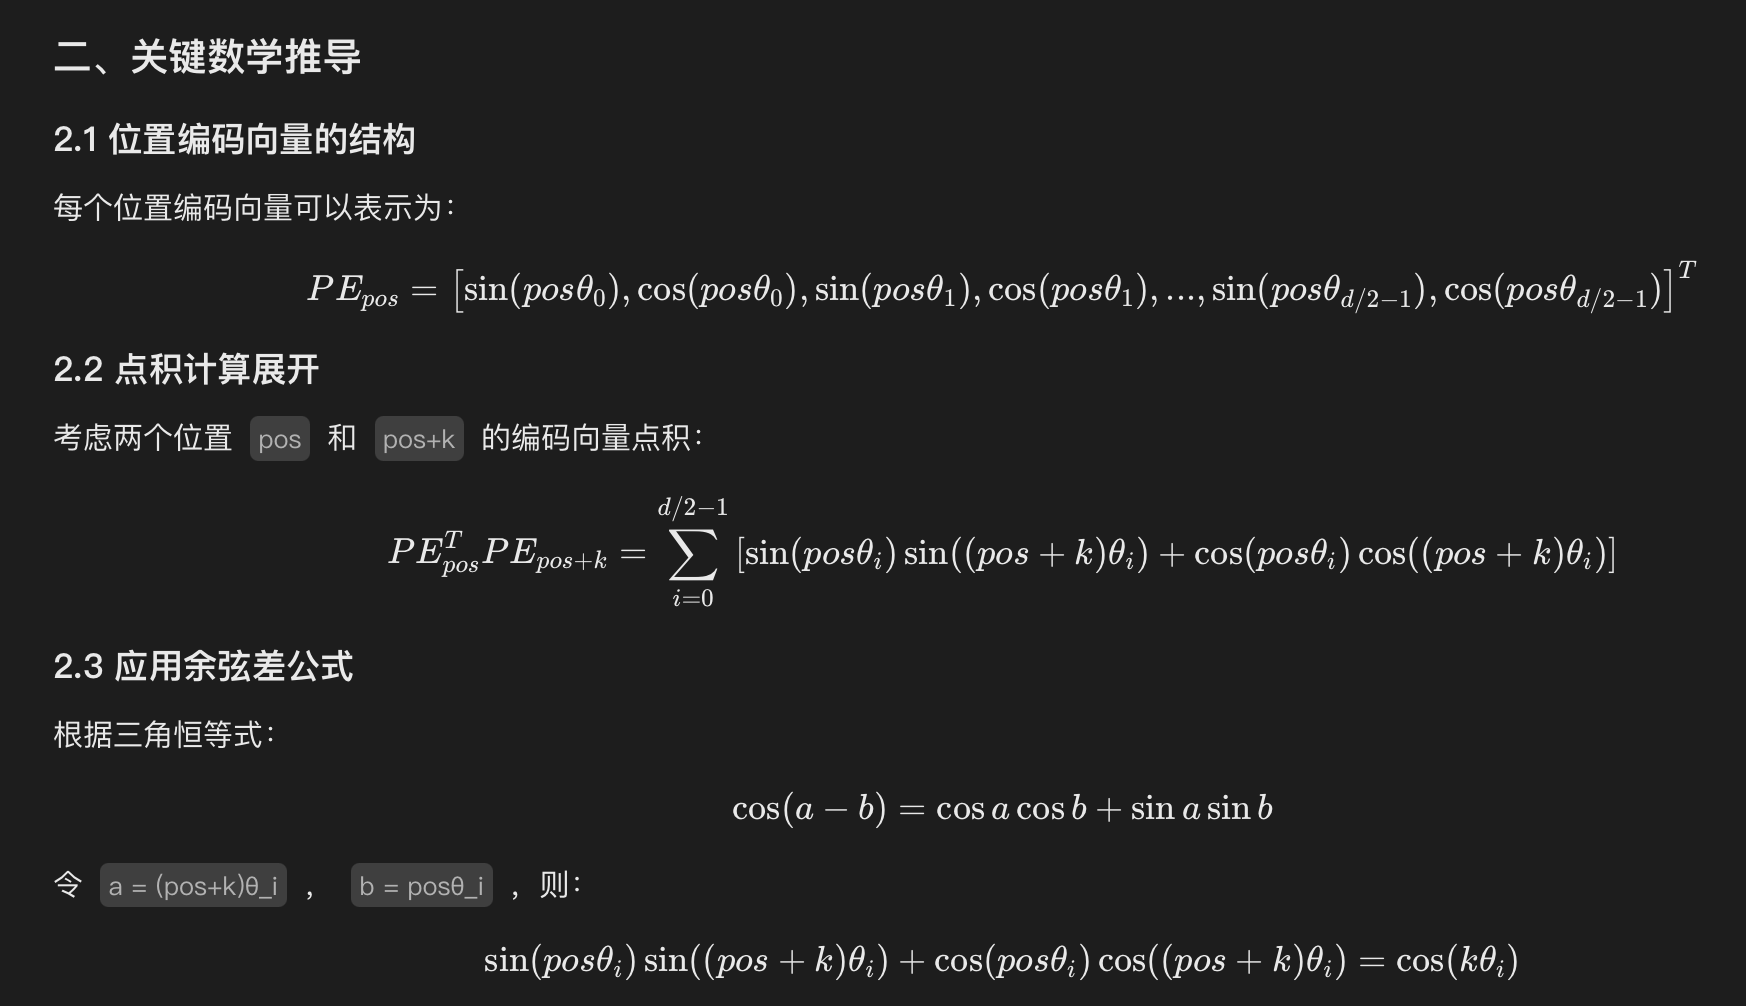 二、关键数学推导
2.1 位置编码向量的结构
每个位置编码向量可以表示为：
$PE_{pos} = \left[\sin(pos\theta_0), \cos(pos\theta_0), \sin(pos\theta_1), \cos(pos\theta_1), ..., \sin(pos\theta_{d/2-1}), \cos(pos\theta_{d/2-1})\right]^T$
2.2 点积计算展开
考虑两个位置 pos 和 pos+k 的编码向量点积：
$PE_{pos}^T PE_{pos+k} = \sum_{i=0}^{d/2-1} [\sin(pos\theta_i)\sin((pos+k)\theta_i) + \cos(pos\theta_i)\cos((pos+k)\theta_i)]$
2.3 应用余弦差公式
根据三角恒等式：
$\cos(a-b) = \cos a \cos b + \sin a \sin b$
令 a = (pos+k)θ_i ， b = posθ_i ，则：
$\sin(pos\theta_i)\sin((pos+k)\theta_i) + \cos(pos\theta_i)\cos((pos+k)\theta_i) = \cos(k\theta_i)$